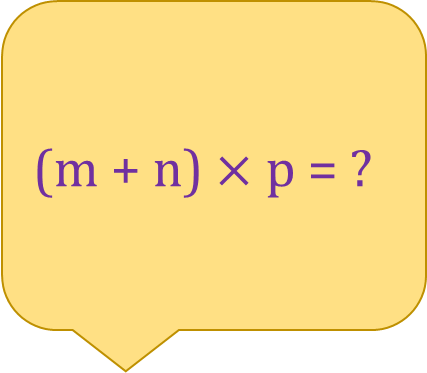 (m + n) × p = ?